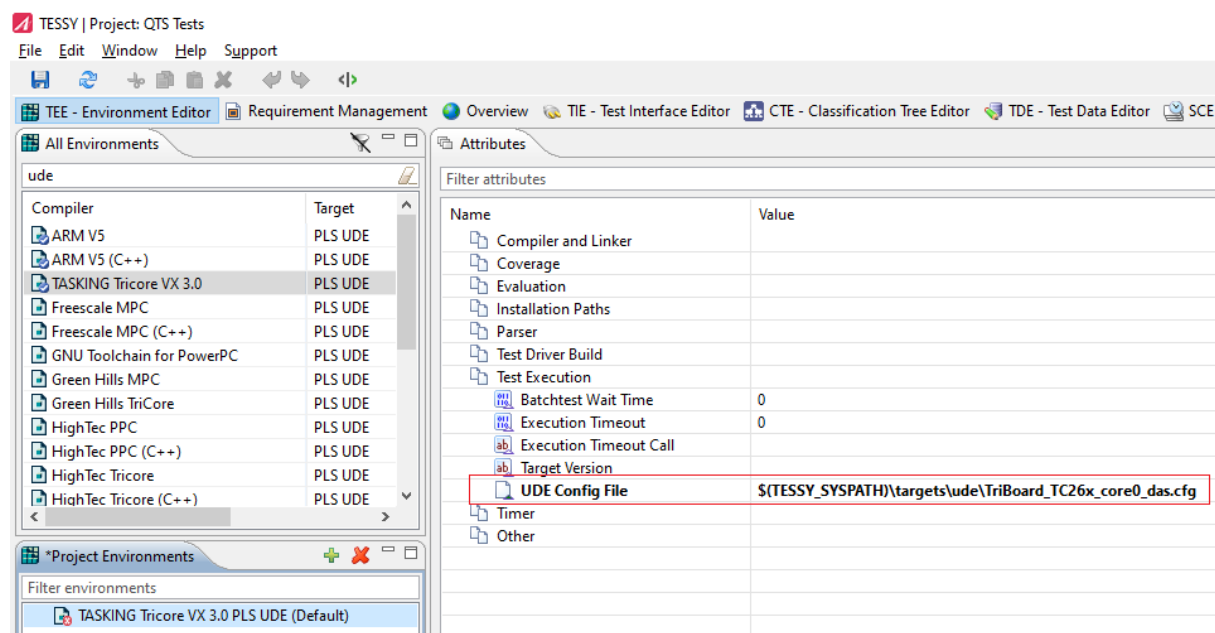 TESSY | Project: QTS Tests
File Edit Window Help Support
TEE - Environment Editor Requirement Management Overview TIE - Test Interface Editor CTE - Classification Tree Editor TDE - Test Data Editor SCE
All Environments
ude
Compiler Target
ARM V5 PLS UDE
ARM V5 (C++) PLS UDE
TASKING Tricore VX 3.0 PLS UDE
Freescale MPC PLS UDE
Freescale MPC (C++) PLS UDE
GNU Toolchain for PowerPC PLS UDE
Green Hills MPC PLS UDE
Green Hills TriCore PLS UDE
HighTec PPC PLS UDE
HighTec PPC (C++) PLS UDE
HighTec Tricore PLS UDE
HighTec Tricore (C++) PLS UDE
*Project Environments
Filter environments
TASKING Tricore VX 3.0 PLS UDE (Default)
Attributes
Filter attributes
Name Value
Compiler and Linker
Coverage
Evaluation
Installation Paths
Parser
Test Driver Build
Test Execution
Batchtest Wait Time 0
Execution Timeout 0
Execution Timeout Call
Target Version
UDE Config File $(TESSY_SYSPATH)\targets\ude\TriBoard_TC26x_core0_das.cfg
Timer
Other